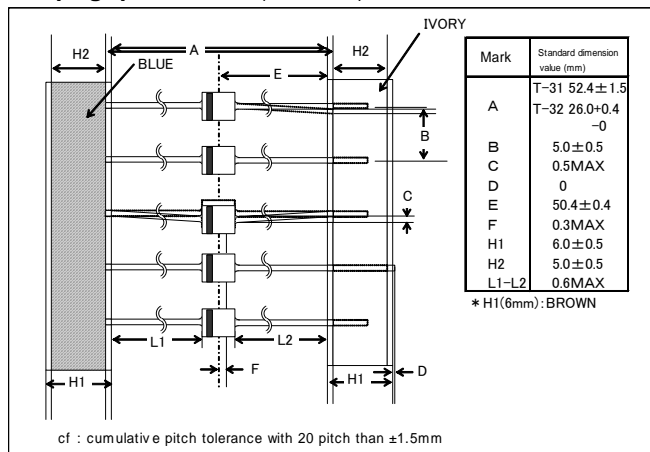 H2
A
H2
IVORY
BLUE
E
B
C
L1
L2
F
H1
H1
D
cf : cumulative pitch tolerance with 20 pitch than ±1.5mm
Mark
Standard dimension
value (mm)
A
T-31 52.4±1.5
T-32 26.0+0.4
-0
B
5.0±0.5
C
0.5MAX
D
0
E
50.4±0.4
F
0.3MAX
H1
6.0±0.5
H2
5.0±0.5
L1-L2
0.6MAX
* H1(6mm):BROWN